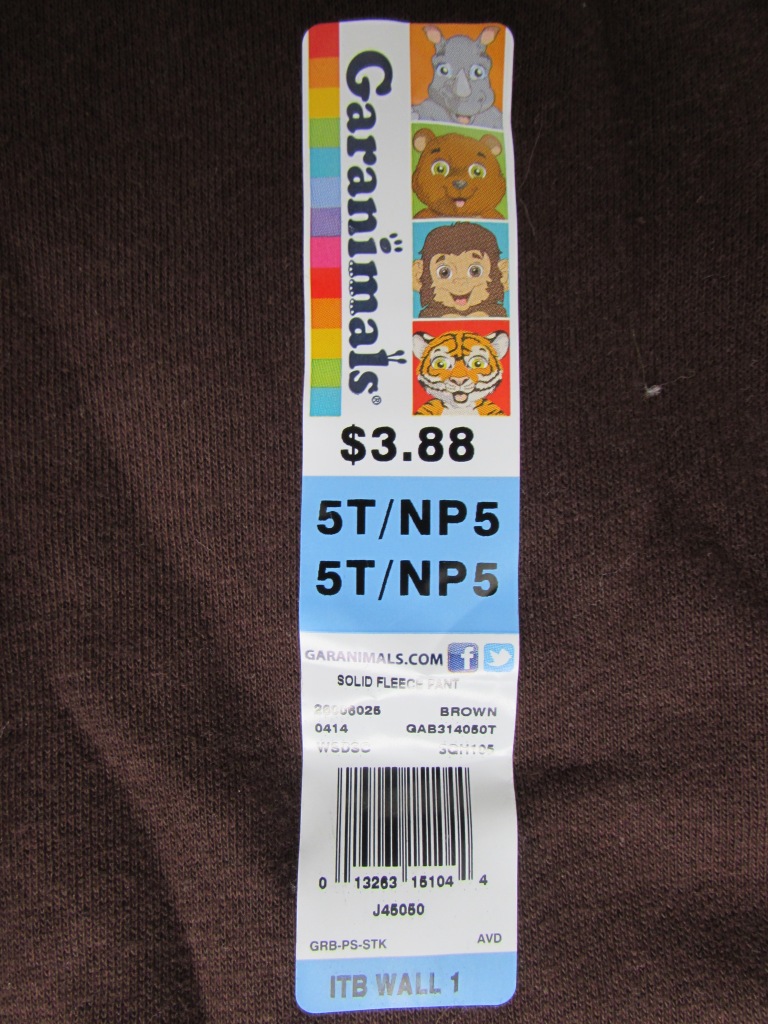 Garanimals®
$3.88
5T/NP5
5T/NP5
GARANIMALS.COM f
SOLID FLEECE PANT
BROWN
0414 GAB314050T
0 13263 15104 4
J45050
GRB-PS-STK AVD
ITB WALL 1